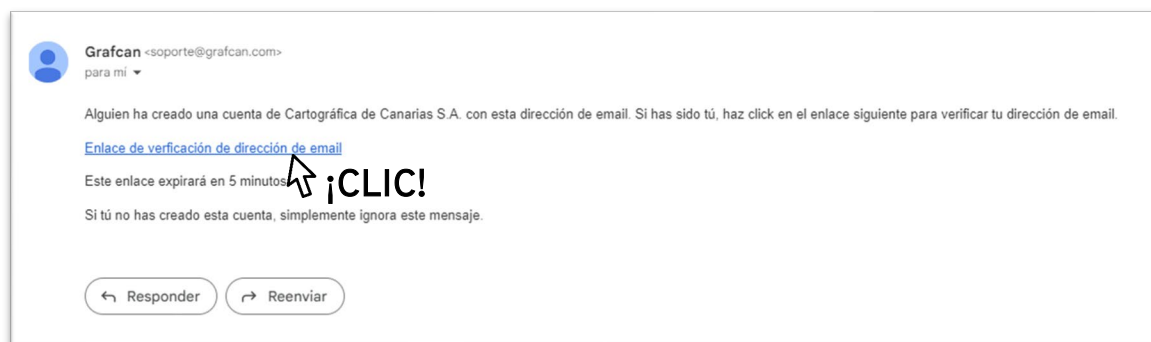 Grafcan <soporte@grafcan.com>
para mí
Alguien ha creado una cuenta de Cartográfica de Canarias S.A. con esta dirección de email. Si has sido tú, haz click en el enlace siguiente para verificar tu dirección de email.
Enlace de verficación de dirección de email
Este enlace expirará en 5 minutos
¡CLIC!
Si tú no has creado esta cuenta, simplemente ignora este mensaje.
Responder Reenviar